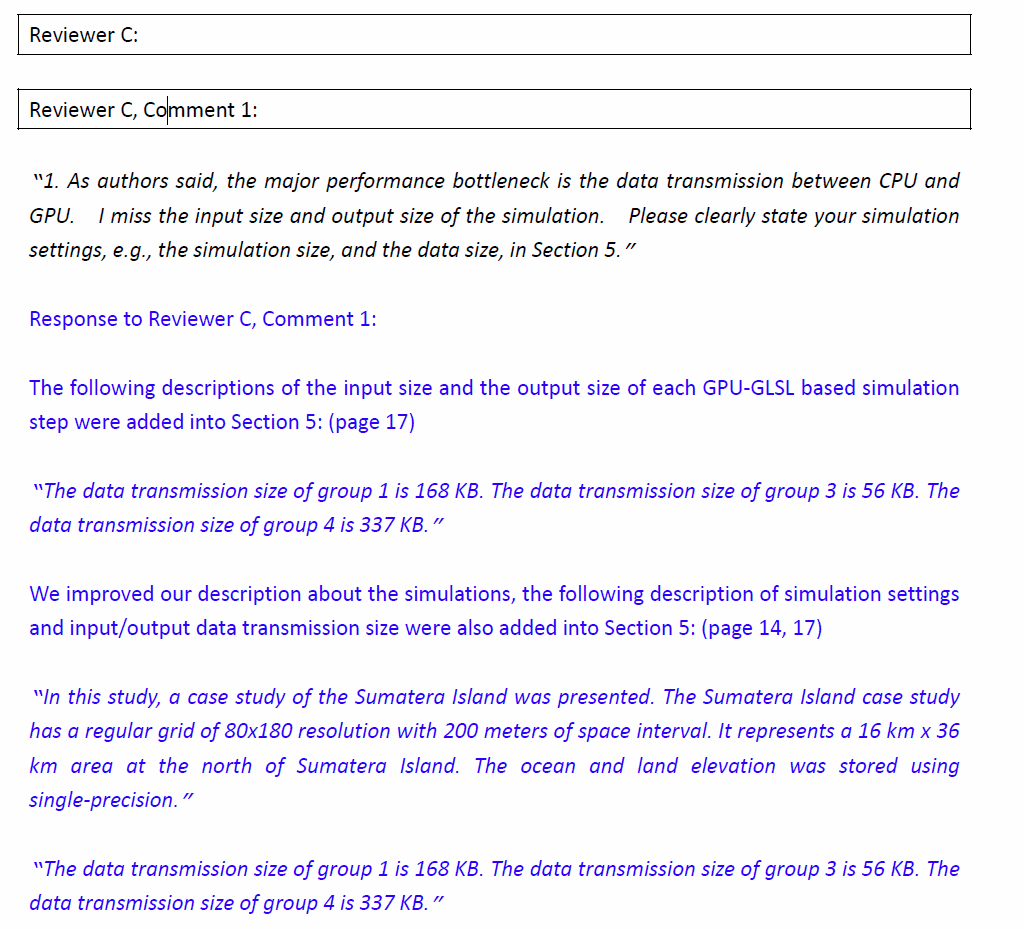 Reviewer C:
Reviewer C, Comment 1:
“1. As authors said, the major performance bottleneck is the data transmission between CPU and
GPU. I miss the input size and output size of the simulation. Please clearly state your simulation
settings, e.g., the simulation size, and the data size, in Section 5.”
Response to Reviewer C, Comment 1:
The following descriptions of the input size and the output size of each GPU-GLSL based simulation
step were added into Section 5: (page 17)
“The data transmission size of group 1 is 168 KB. The data transmission size of group 3 is 56 KB. The
data transmission size of group 4 is 337 KB.”
We improved our description about the simulations, the following description of simulation settings
and input/output data transmission size were also added into Section 5: (page 14, 17)
“In this study, a case study of the Sumatera Island was presented. The Sumatera Island case study
has a regular grid of 80x180 resolution with 200 meters of space interval. It represents a 16 km x 36
km area at the north of Sumatera Island. The ocean and land elevation was stored using
single-precision.”
“The data transmission size of group 1 is 168 KB. The data transmission size of group 3 is 56 KB. The
data transmission size of group 4 is 337 KB.”